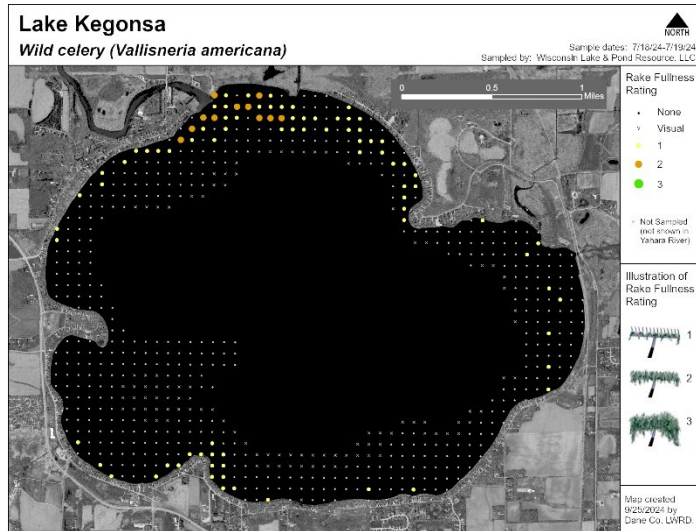 Lake Kegonsa
Wild celery (Vallisneria americana)
NORTH
Sample dates: 7/18/24-7/19/24
Sampled by: Wisconsin Lake & Pond Resource, LLC
0 0.5 1
Miles
Rake Fullness
Rating
None
Visual
1
2
3
Not Sampled
(not shown in
Yahara River)
Illustration of
Rake Fullness
Rating
1
2
3
Map created
9/25/2024 by
Dane Co. LWRD